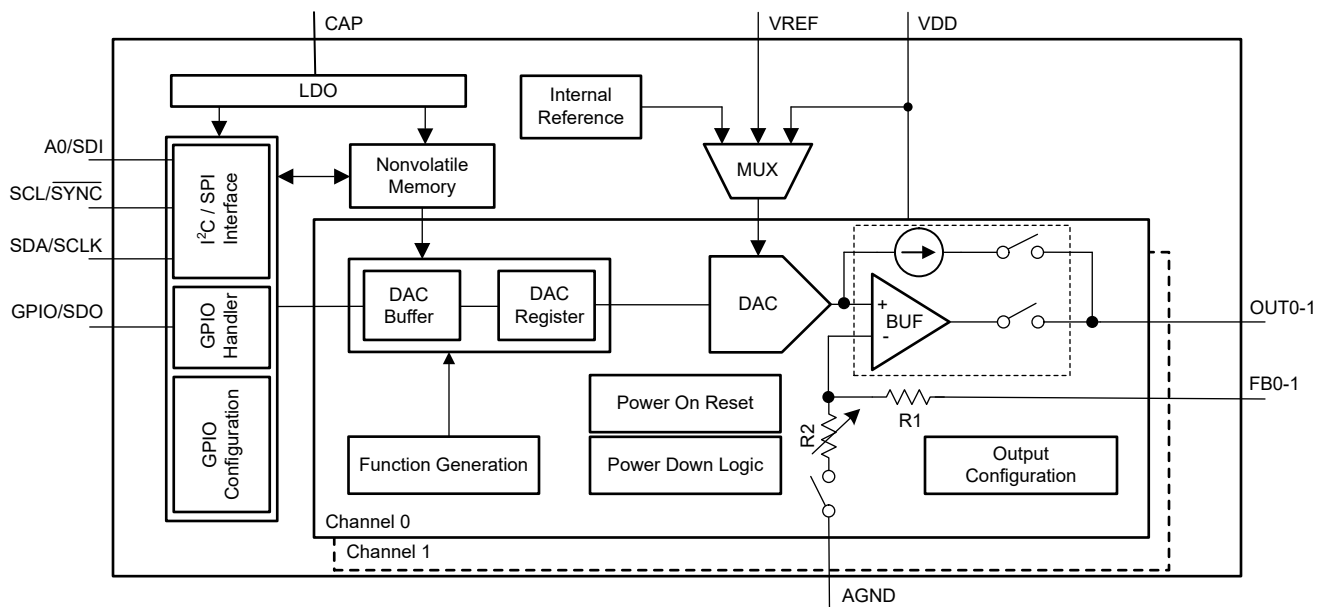 CAP
VREF
VDD
LDO
Internal
Reference
A0/SDI
SCL/SYNC
SDA/SCLK
GPIO/SDO
I²C / SPI
Interface
GPIO
Handler
GPIO
Configuration
Nonvolatile
Memory
MUX
DAC
Buffer
DAC
Register
DAC
+
BUF
-
OUT0-1
FB0-1
R1
R2
Function Generation
Power On Reset
Power Down Logic
Output
Configuration
Channel 0
Channel 1
AGND